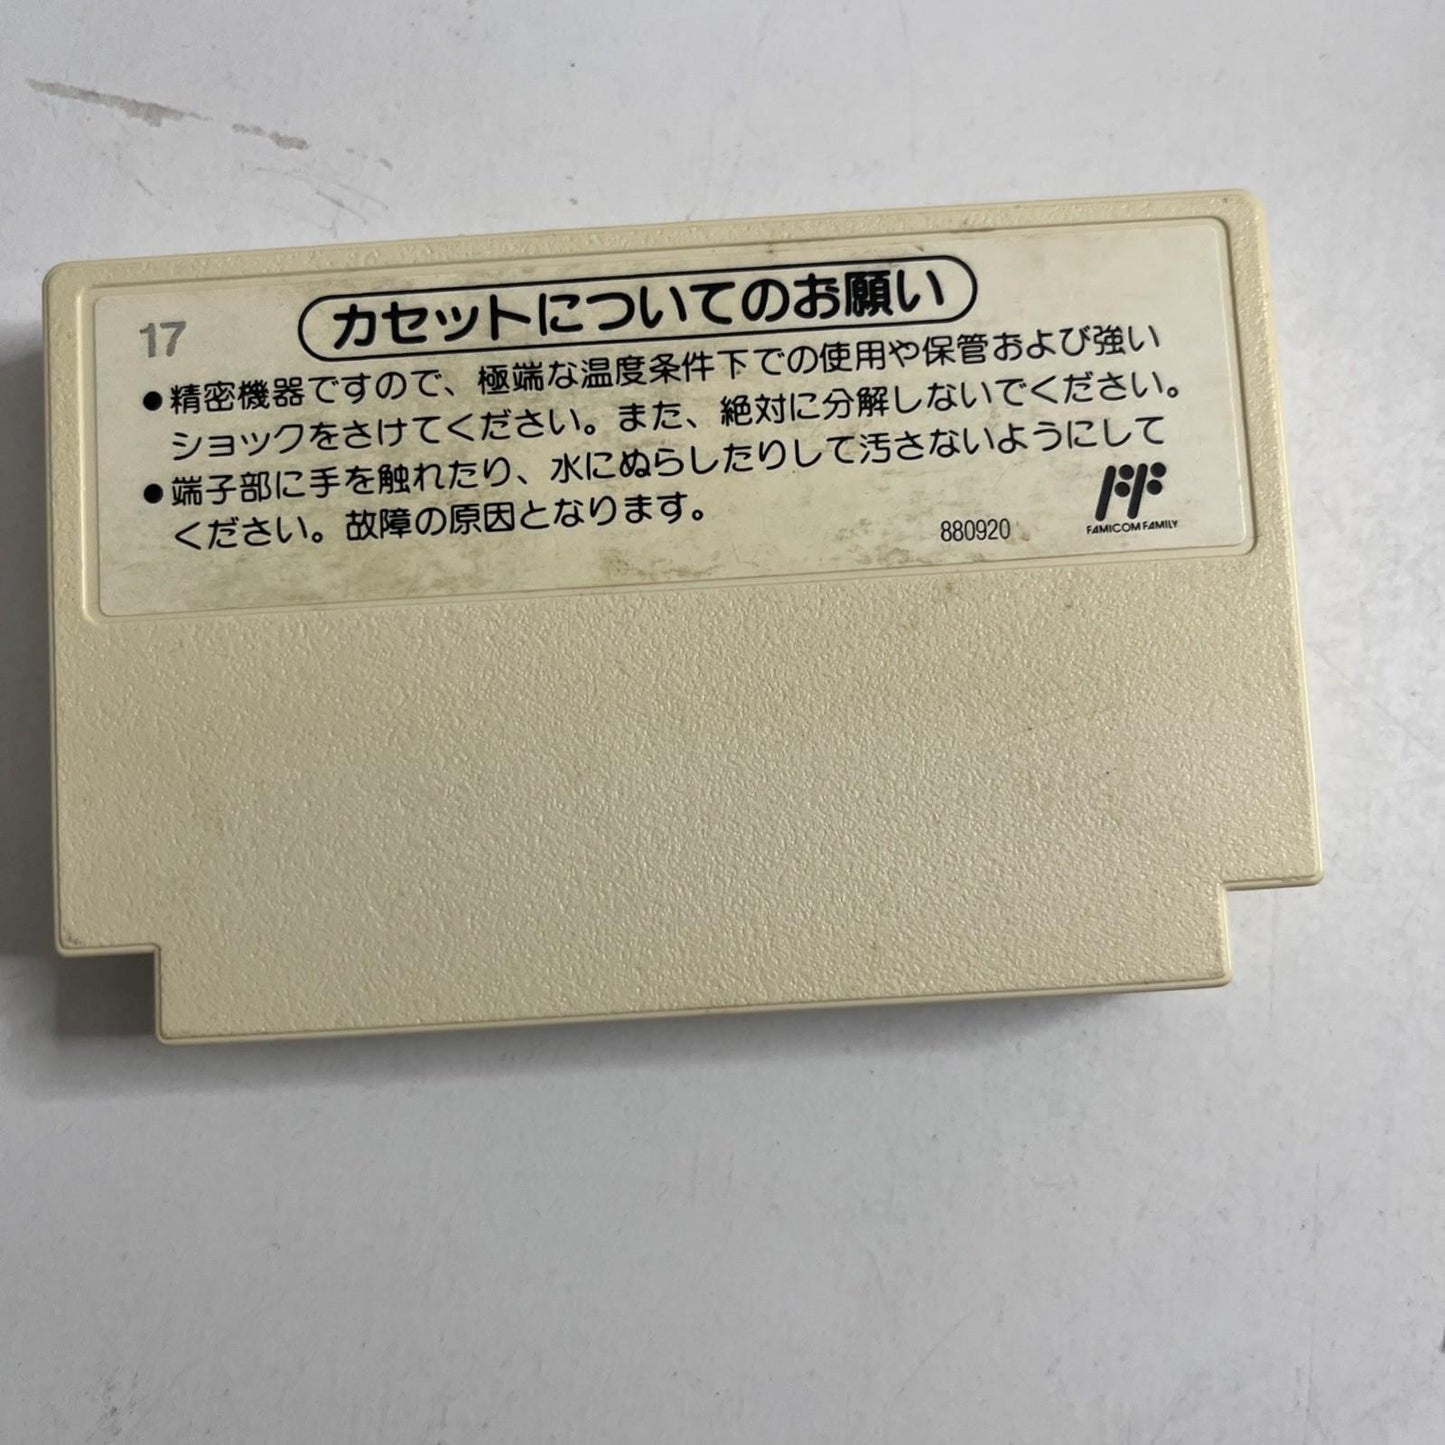 17
カセットについてのお願い
●精密機器ですので、極端な温度条件下での使用や保管および強い
ショックをさけてください。また、絶対に分解しないでください。
●端子部に手を触れたり、水にぬらしたりして汚さないようにして
ください。故障の原因となります。
880920
FAMICOM FAMILY